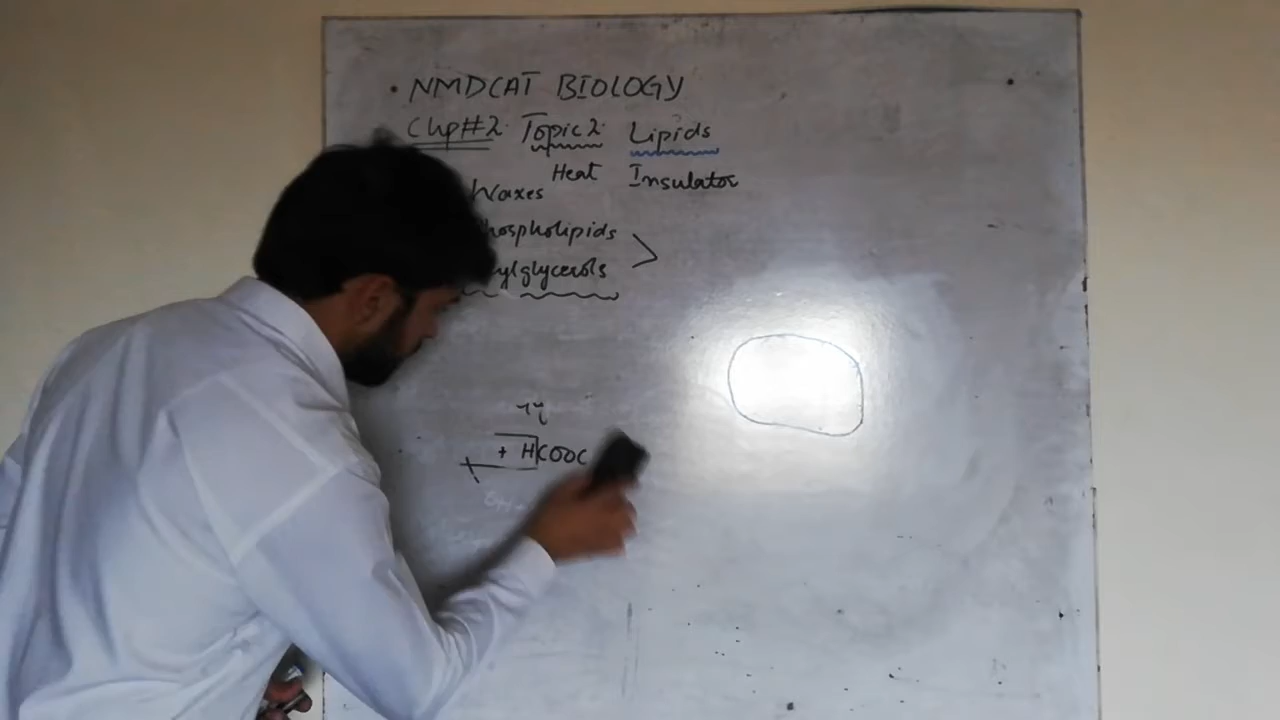 NMDCAT BIOLOGY
Chp#2 Topic 2 Lipids
Heat Insulator
Waxes
hospholipids
ylglycerols
+ HCOOC